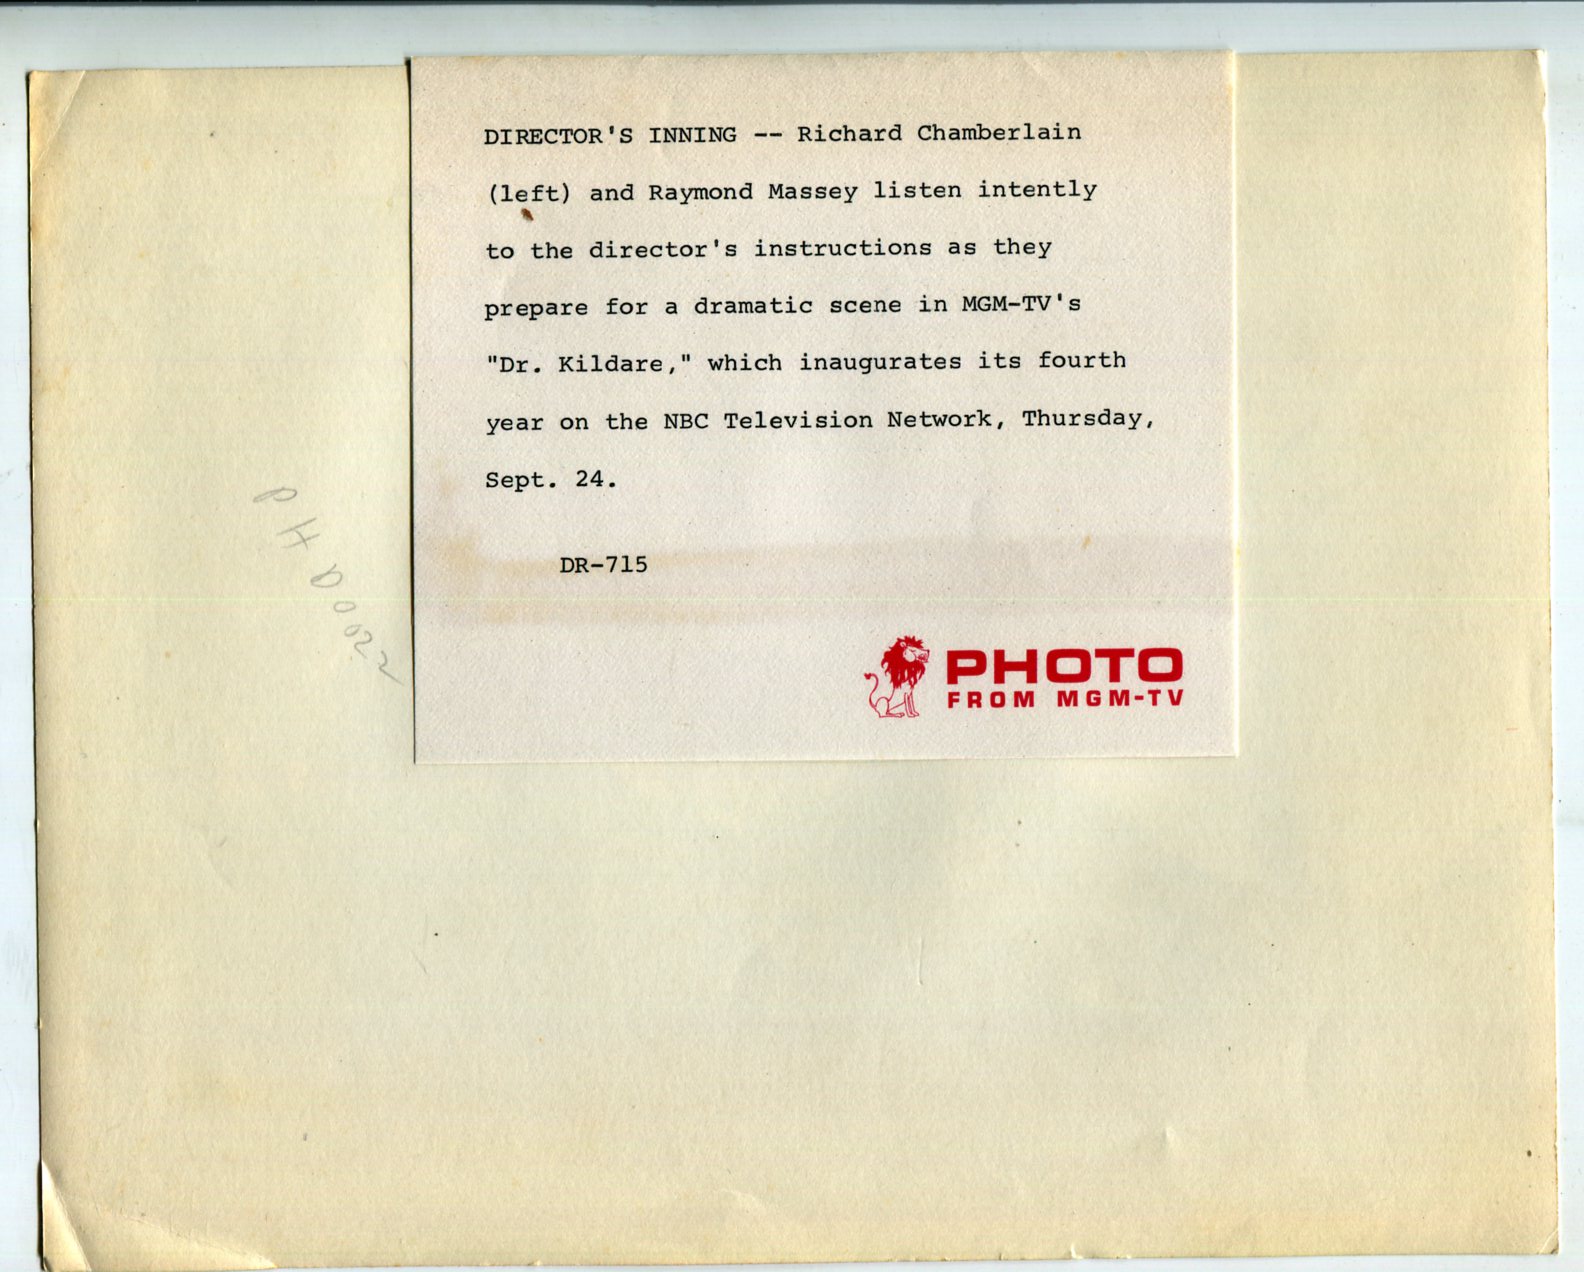 DIRECTOR'S INNING -- Richard Chamberlain
(left) and Raymond Massey listen intently
to the director's instructions as they
prepare for a dramatic scene in MGM-TV's
"Dr. Kildare," which inaugurates its fourth
year on the NBC Television Network, Thursday,
Sept. 24.
DR-715
PHOTO
FROM MGM-TV